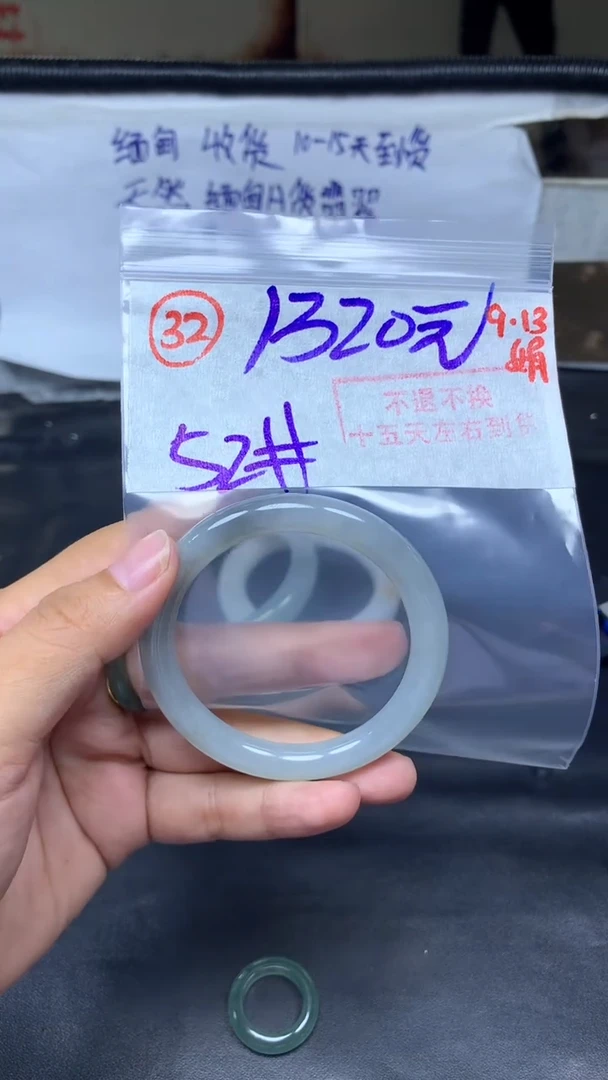 缅甸 收货 10-15天到货
天然 缅甸A货翡翠
32 1320元 9.13
娟
不退不换
十五天左右到货
52#